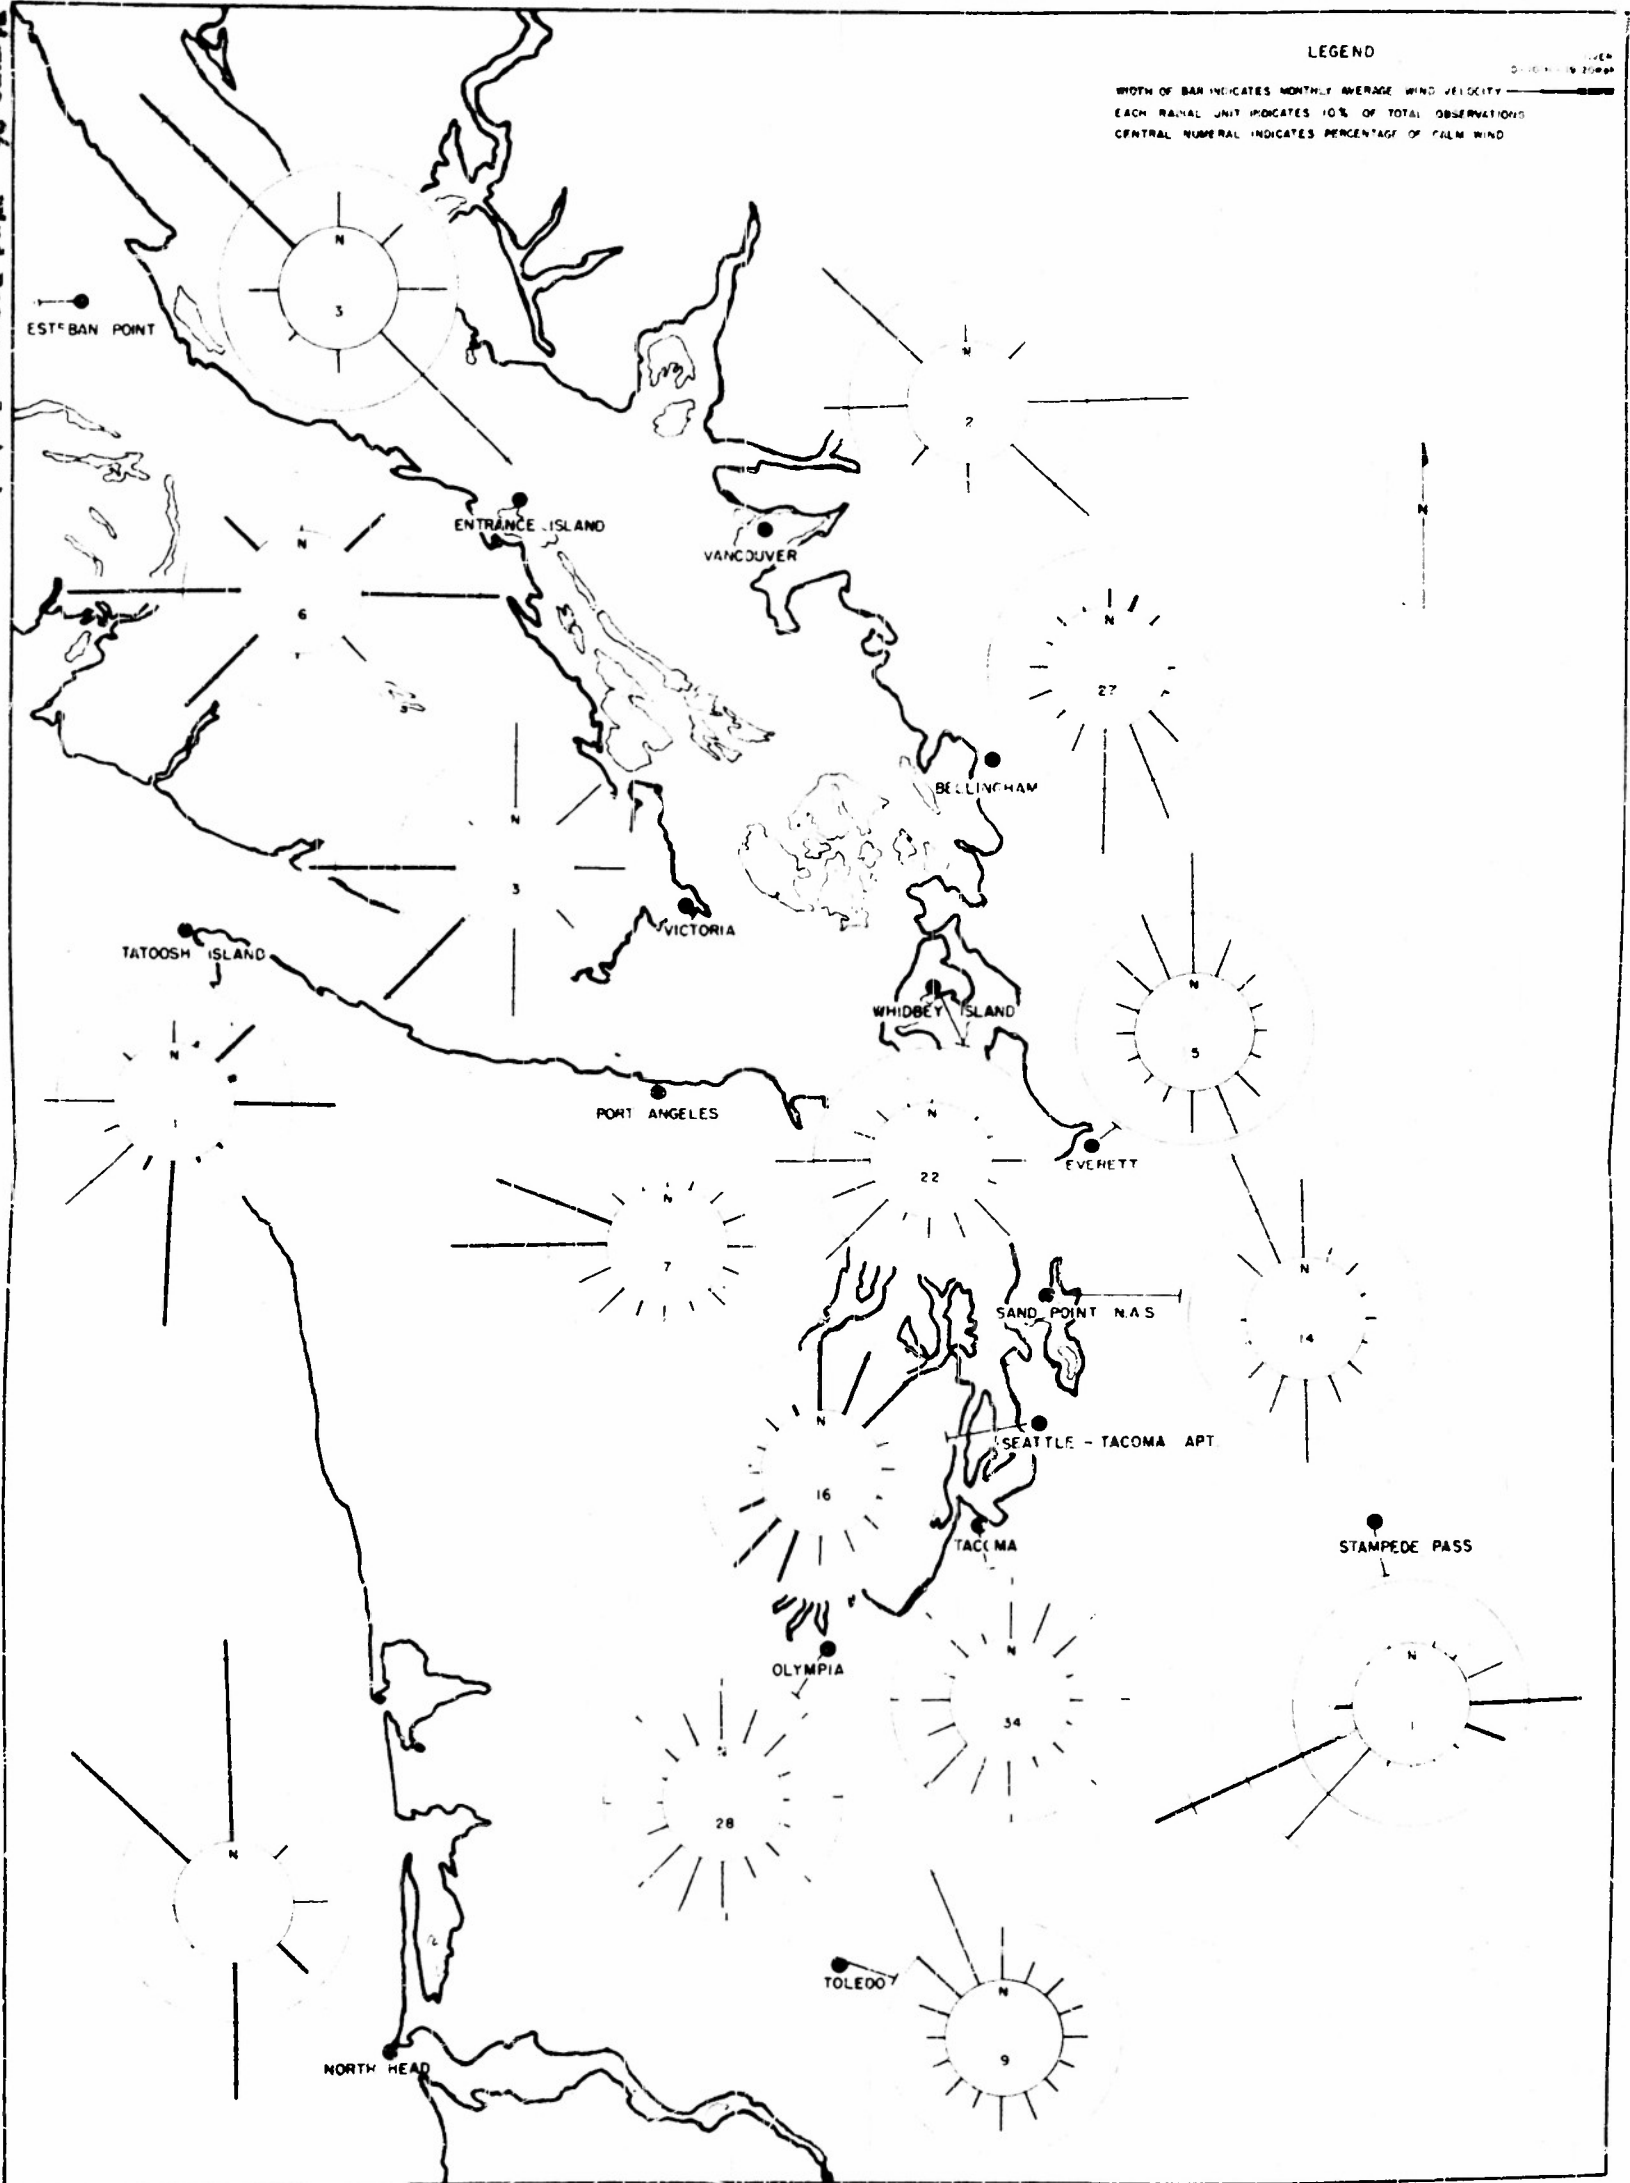 LEGEND
WIDTH OF BAR INDICATES MONTHLY AVERAGE WIND VELOCITY
EACH RADIAL UNIT INDICATES 10% OF TOTAL OBSERVATIONS
CENTRAL NUMERAL INDICATES PERCENTAGE OF CALM WIND
N
3
ESTEBAN POINT
N
2
ENTRANCE ISLAND
N
VANCOUVER
N
6
N
27
BELLINGHAM
N
3
VICTORIA
TATOOSH ISLAND
N
5
WHIDBEY ISLAND
N
1
PORT ANGELES
N
22
EVERETT
N
7
N
14
SAND POINT N.A.S
N
16
SEATTLE - TACOMA APT.
TACOMA
STAMPEDE PASS
OLYMPIA
N
34
N
1
N
28
N
TOLEDO
N
9
NORTH HEAD